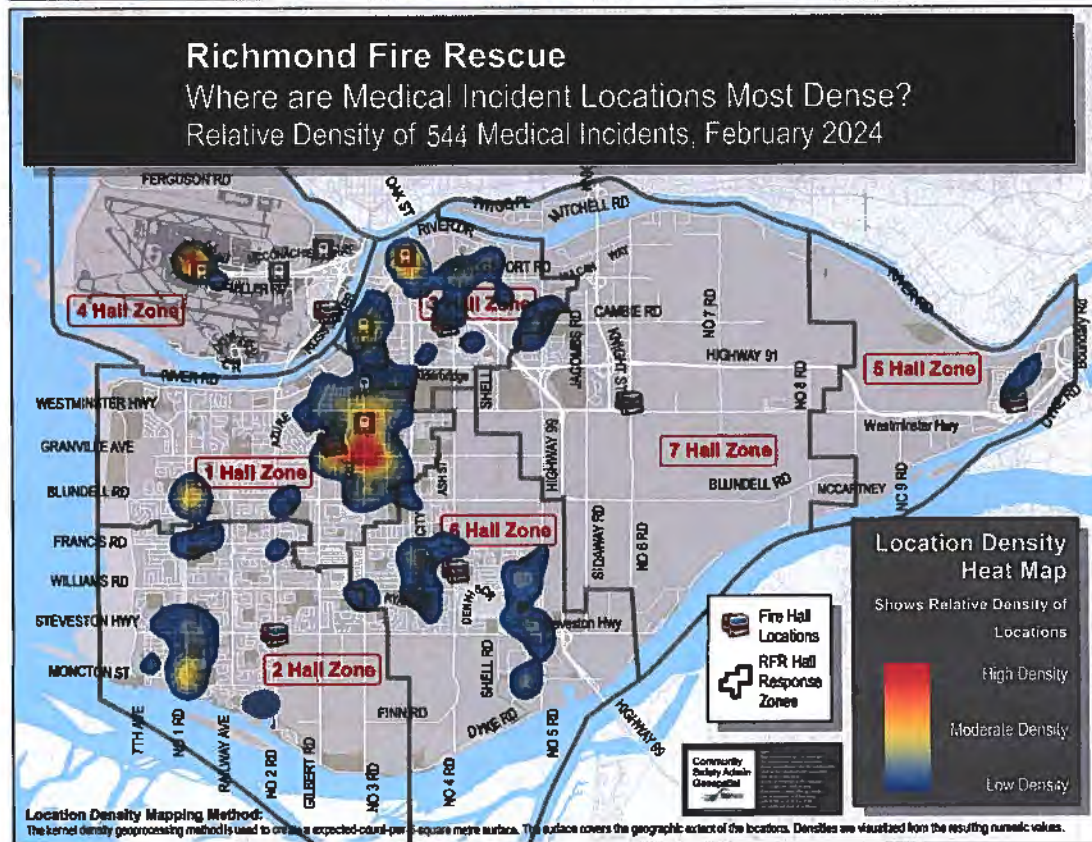 Richmond Fire Rescue
Where are Medical Incident Locations Most Dense?
Relative Density of 544 Medical Incidents, February 2024
FERGUSON RD
OAK ST
MITCHELL RD
RIVER DR
4 Hall Zone
3 Hall Zone
CAMBIE RD
NO 7 RD
JACOMBS RD
KNIGHT ST
HIGHWAY 91
NO 8 RD
5 Hall Zone
RIVER RD
SHELL
WESTMINSTER HWY
Westminster Hwy
DYKE RD
AZURE
GRANVILLE AVE
1 Hall Zone
ASH ST
HIGHWAY 99
7 Hall Zone
BLUNDELL RD
BLUNDELL RD
MCCARTNEY
NO 9 RD
CITY
6 Hall Zone
FRANCIS RD
WILLIAMS RD
SIDAWAY RD
NO 6 RD
STEVESTON HWY
Steveston Hwy
MONCTON ST
2 Hall Zone
SHELL RD
FINN RD
DYKE RD
HIGHWAY 99
7TH AVE
NO 1 RD
RAILWAY AVE
NO 2 RD
GILBERT RD
NO 3 RD
NO 4 RD
NO 5 RD
Fire Hall
Locations
RFR Hall
Response
Zones
Location Density
Heat Map
Shows Relative Density of
Locations
High Density
Moderate Density
Low Density
Community
Safety Admin
Geospatial
Location Density Mapping Method:
The kernel density geoprocessing method is used to create a expected-count-per-5-square metre surface. The surface covers the geographic extent of the locations. Densities are visualized from the resulting numeric values.